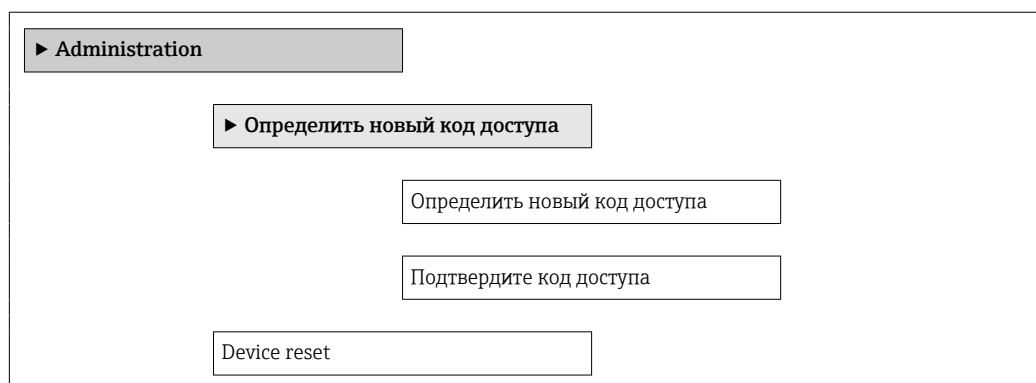 ▶ Administration
▶ Определить новый код доступа
Определить новый код доступа
Подтвердите код доступа
Device reset